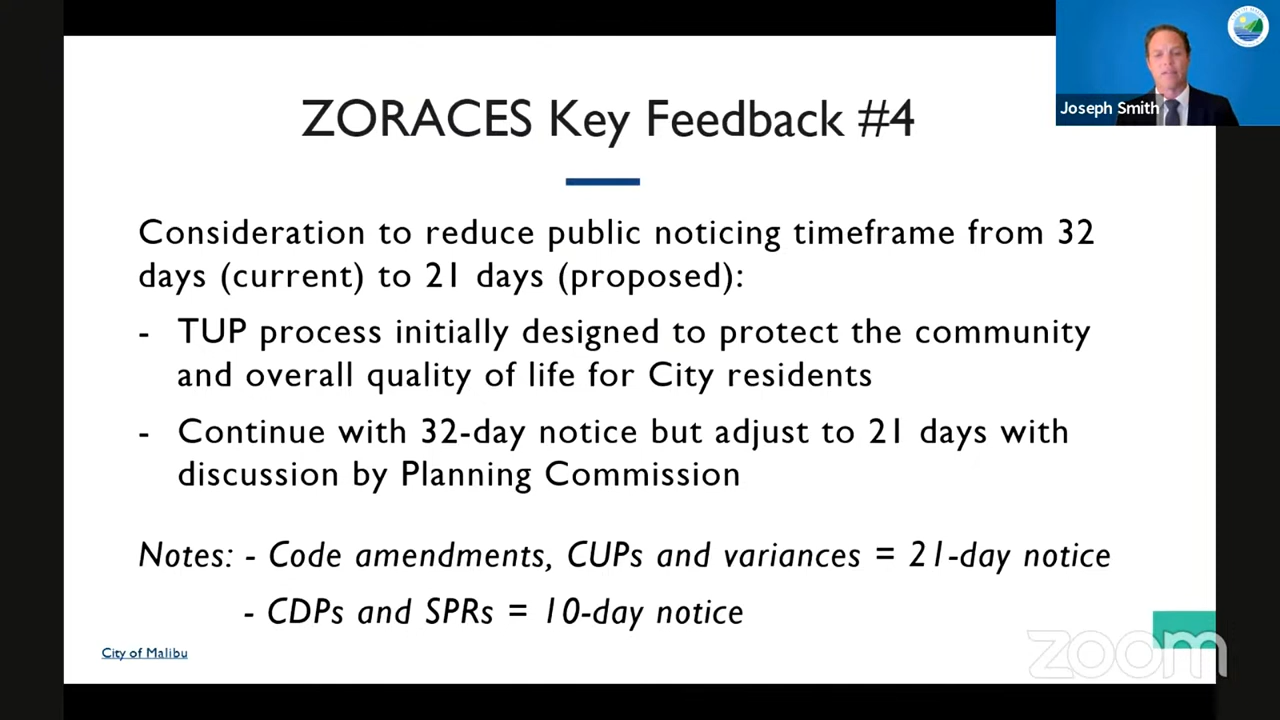 ZORACES Key Feedback #4
Joseph Smith
Consideration to reduce public noticing timeframe from 32
days (current) to 21 days (proposed):
- TUP process initially designed to protect the community
and overall quality of life for City residents
- Continue with 32-day notice but adjust to 21 days with
discussion by Planning Commission
Notes: - Code amendments, CUPs and variances = 21-day notice
- CDPs and SPRs = 10-day notice
City of Malibu
zoom